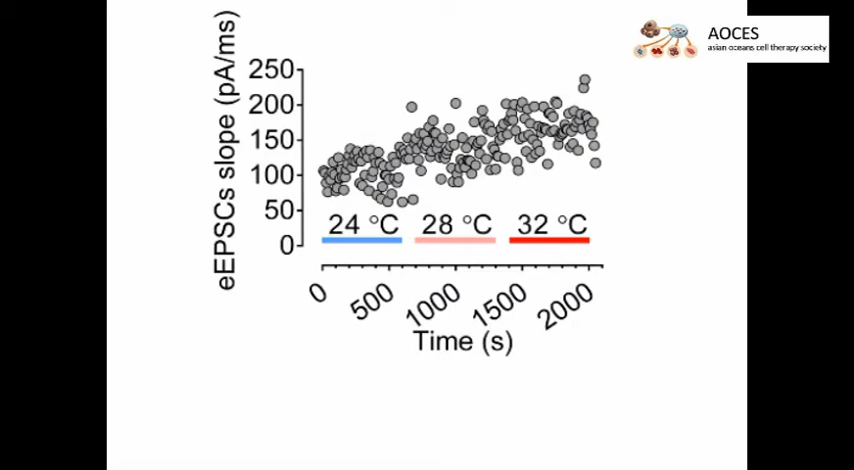 AOCES
asian oceans cell therapy society
eEPSCs slope (pA/ms)
250
200
150
100
50
0
24 °C 28 °C 32 °C
0 500 1000 1500 2000
Time (s)